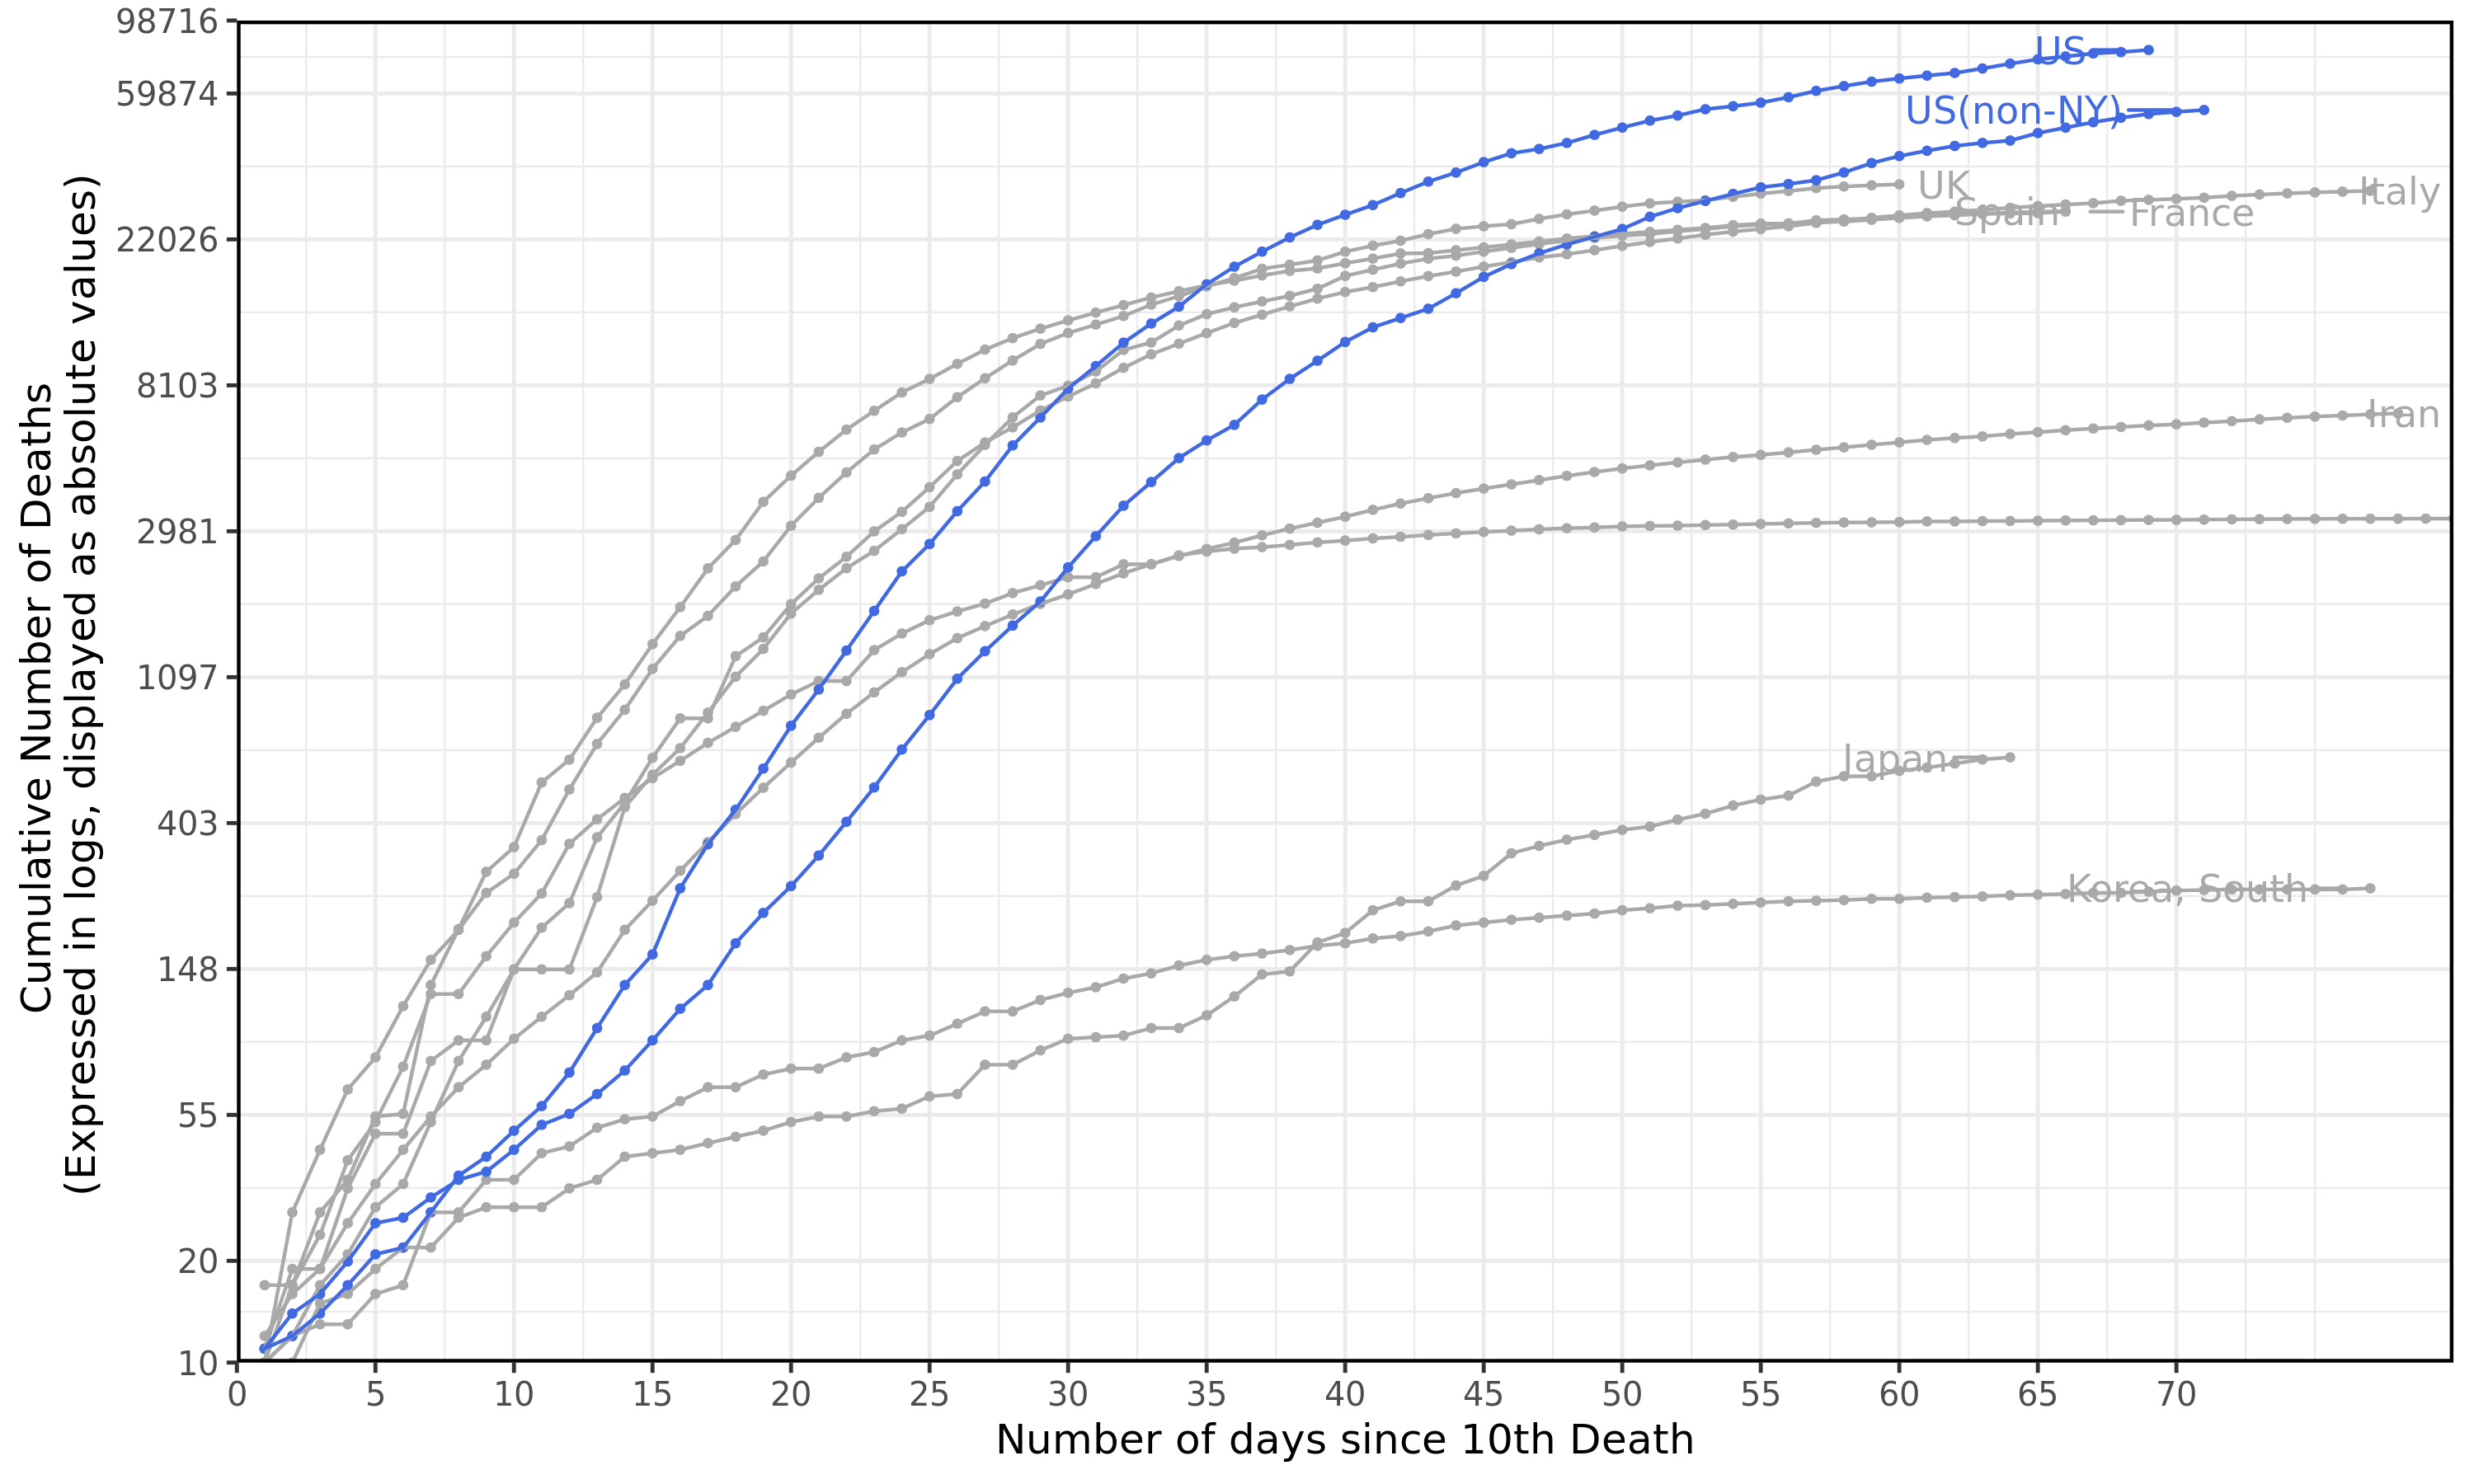 Cumulative Number of Deaths
(Expressed in logs, displayed as absolute values)
98716
59874
22026
8103
2981
1097
403
148
55
20
10
US
US(non-NY)
UK
Italy
Spain
France
Iran
Japan
Korea, South
0 5 10 15 20 25 30 35 40 45 50 55 60 65 70
Number of days since 10th Death